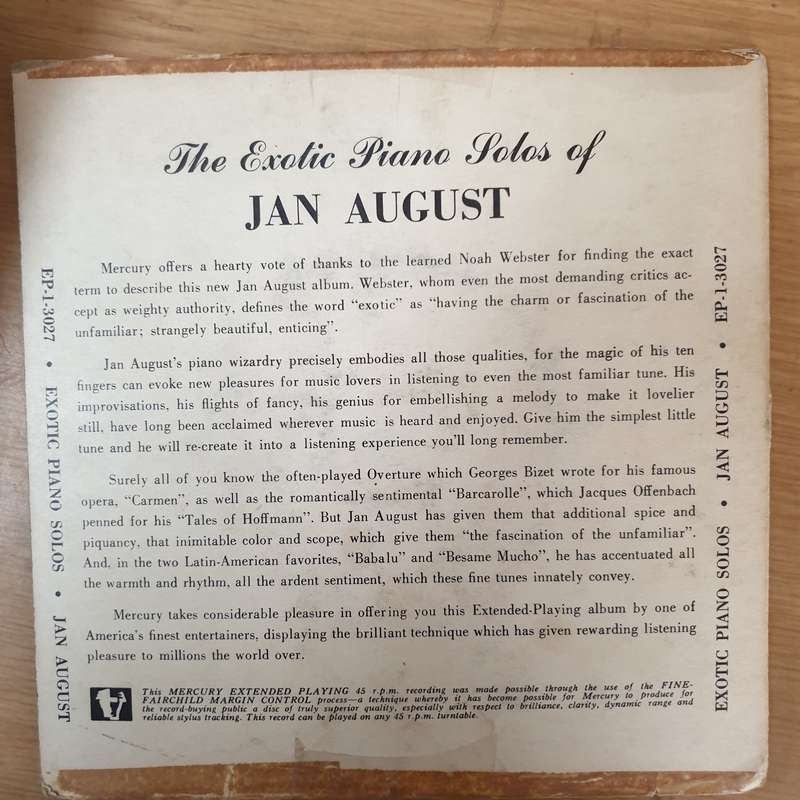 The Exotic Piano Solos of
JAN AUGUST
Mercury offers a hearty vote of thanks to the learned Noah Webster for finding the exact
term to describe this new Jan August album. Webster, whom even the most demanding critics ac-
cept as weighty authority, defines the word "exotic" as "having the charm or fascination of the
unfamiliar; strangely beautiful, enticing".
Jan August's piano wizardry precisely embodies all those qualities, for the magic of his ten
fingers can evoke new pleasures for music lovers in listening to even the most familiar tune. His
improvisations, his flights of fancy, his genius for embellishing a melody to make it lovelier
still, have long been acclaimed wherever music is heard and enjoyed. Give him the simplest little
tune and he will re-create it into a listening experience you'll long remember.
Surely all of you know the often-played Overture which Georges Bizet wrote for his famous
opera, "Carmen", as well as the romantically sentimental "Barcarolle", which Jacques Offenbach
penned for his "Tales of Hoffmann". But Jan August has given them that additional spice and
piquancy, that inimitable color and scope, which give them "the fascination of the unfamiliar".
And, in the two Latin-American favorites, "Babalu" and "Besame Mucho", he has accentuated all
the warmth and rhythm, all the ardent sentiment, which these fine tunes innately convey.
Mercury takes considerable pleasure in offering you this Extended-Playing album by one of
America's finest entertainers, displaying the brilliant technique which has given rewarding listening
pleasure to millions the world over.
This MERCURY EXTENDED PLAYING 45 r.p.m. recording was made possible through the use of the FINE-
FAIRCHILD MARGIN CONTROL process—a technique whereby it has become possible for Mercury to produce for
the record-buying public a disc of truly superior quality, especially with respect to brilliance, clarity, dynamic range and
reliable stylus tracking. This record can be played on any 45 r.p.m. turntable.
EP-1-3027 • EXOTIC PIANO SOLOS • JAN AUGUST
EXOTIC PIANO SOLOS • JAN AUGUST • EP-1-3027